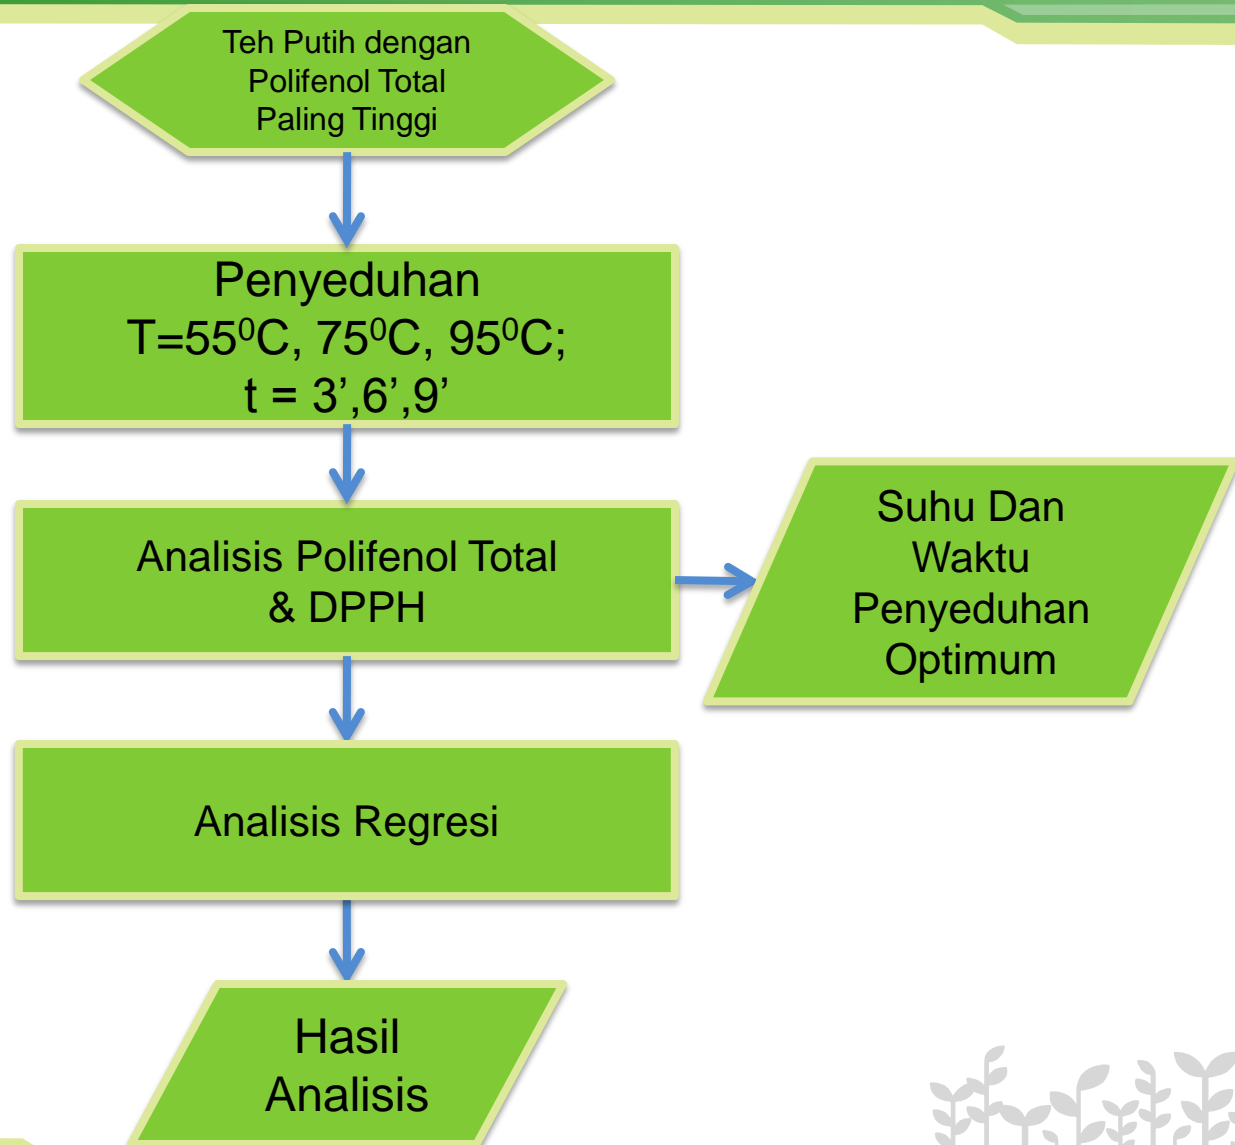 Teh Putih dengan
Polifenol Total
Paling Tinggi
Penyeduhan
T=55⁰C, 75⁰C, 95⁰C;
t = 3’,6’,9’
Analisis Polifenol Total
& DPPH
Suhu Dan
Waktu
Penyeduhan
Optimum
Analisis Regresi
Hasil
Analisis